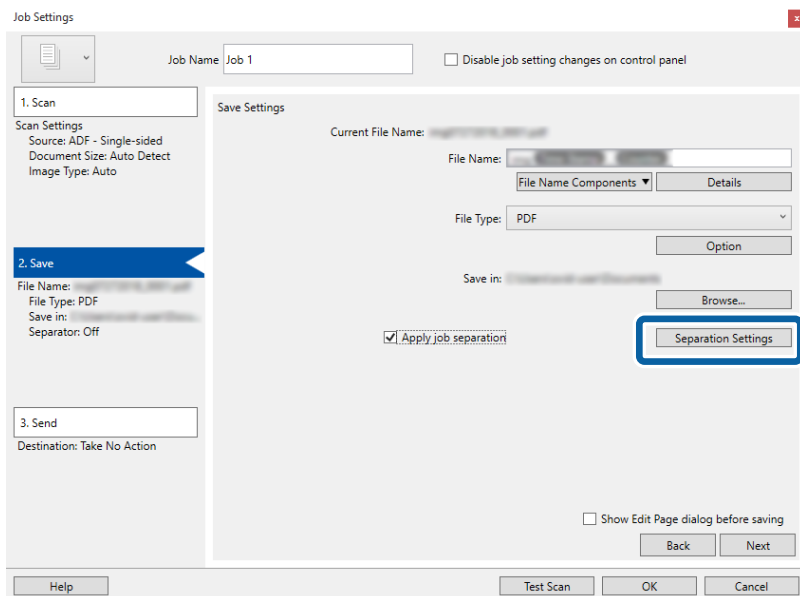 Job Settings
x
Job Name Job 1
Disable job setting changes on control panel
1. Scan
Scan Settings
Source: ADF - Single-sided
Document Size: Auto Detect
Image Type: Auto
2. Save
File Name:
File Type: PDF
Save in:
Separator: Off
3. Send
Destination: Take No Action
Save Settings
Current File Name:
File Name:
File Name Components ▼ Details
File Type: PDF
Option
Save in:
Browse...
Apply job separation Separation Settings
Show Edit Page dialog before saving
Back Next
Help Test Scan OK Cancel